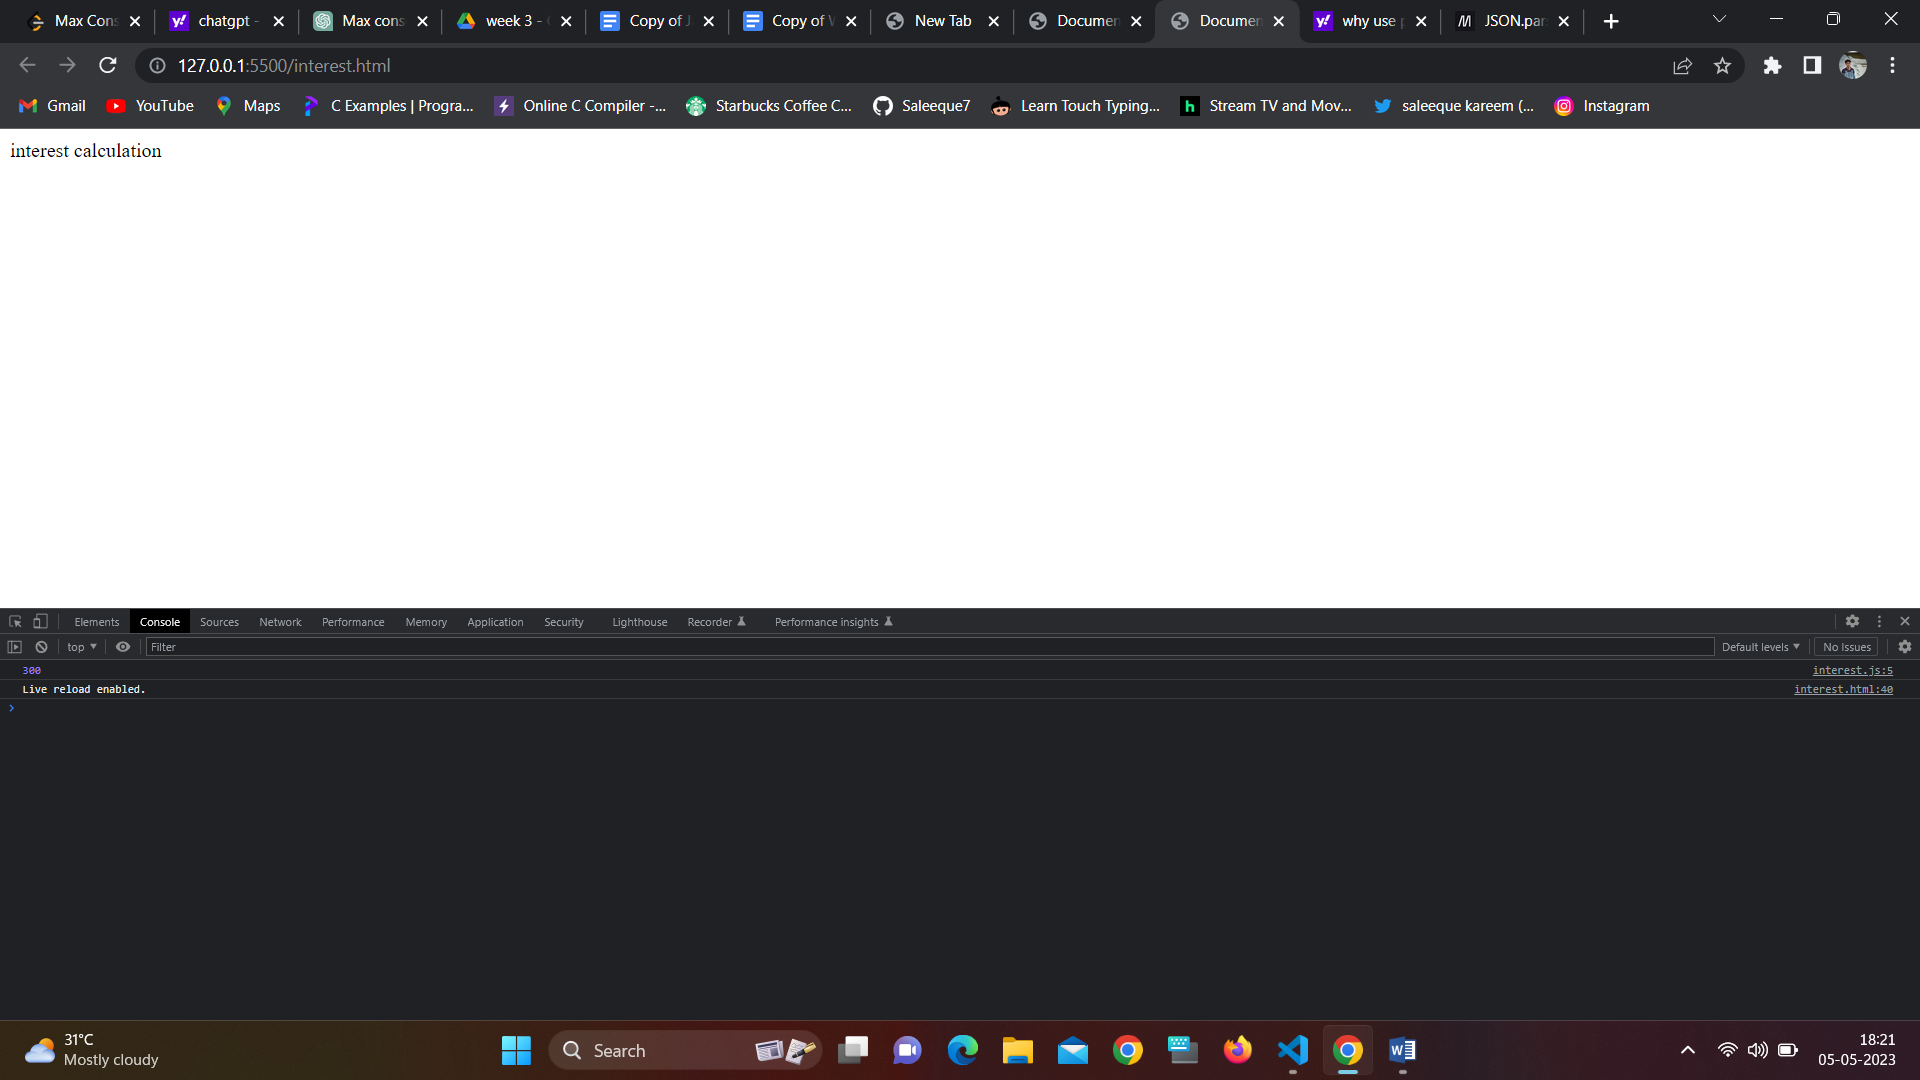 Max Cons
chatgpt -
Max cons
week 3 -
Copy of J
Copy of W
New Tab
Documen
Documen
why use p
JSON.pars
127.0.0.1:5500/interest.html
Gmail
YouTube
Maps
C Examples | Progra...
Online C Compiler -...
Starbucks Coffee C...
Saleeque7
Learn Touch Typing...
Stream TV and Mov...
saleeque kareem (...
Instagram
interest calculation
Elements
Console
Sources
Network
Performance
Memory
Application
Security
Lighthouse
Recorder
Performance insights
top
Filter
Default levels
No Issues
300
interest.js:5
Live reload enabled.
interest.html:40
31°C
Mostly cloudy
Search
18:21
05-05-2023